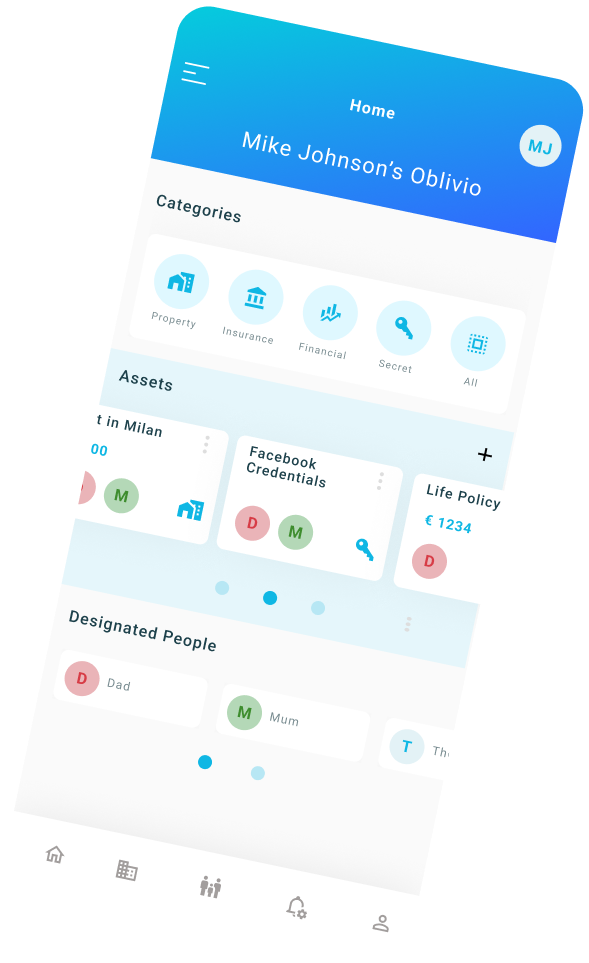 Home
MJ
Mike Johnson’s Oblivio
Categories
Property
Insurance
Financial
Secret
All
Assets
t in Milan
00
M
Facebook
Credentials
D
M
Life Policy
€ 1234
D
Designated People
D
Dad
M
Mum
T